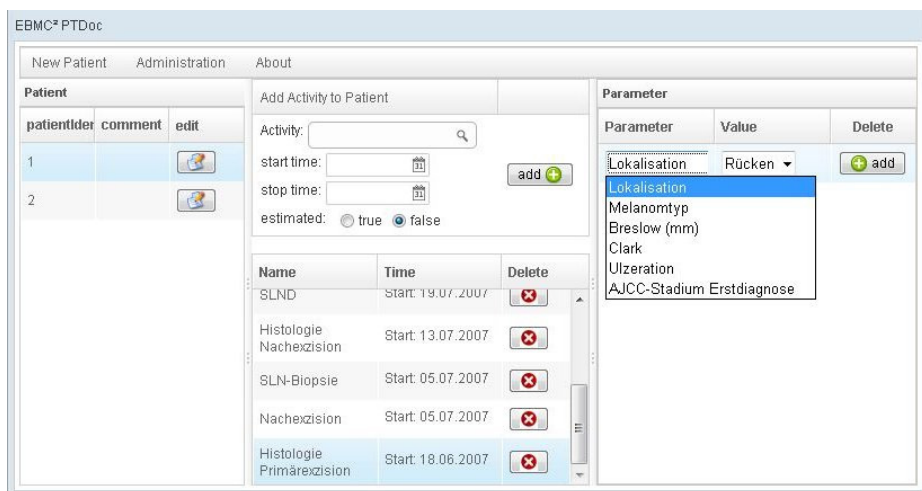 EBMC² PTDoc
New Patient Administration About
Patient
patientIder comment edit
1
2
Add Activity to Patient
Activity:
start time:
stop time:
estimated: true false
add
Name Time Delete
SLND Start: 19.07.2007
Histologie Nachexzision Start: 13.07.2007
SLN-Biopsie Start: 05.07.2007
Nachexzision Start: 05.07.2007
Histologie Primärexzision Start: 18.06.2007
Parameter
Parameter Value Delete
Lokalisation Rücken add
Lokalisation
Melanomtyp
Breslow (mm)
Clark
Ulzeration
AJCC-Stadium Erstdiagnose